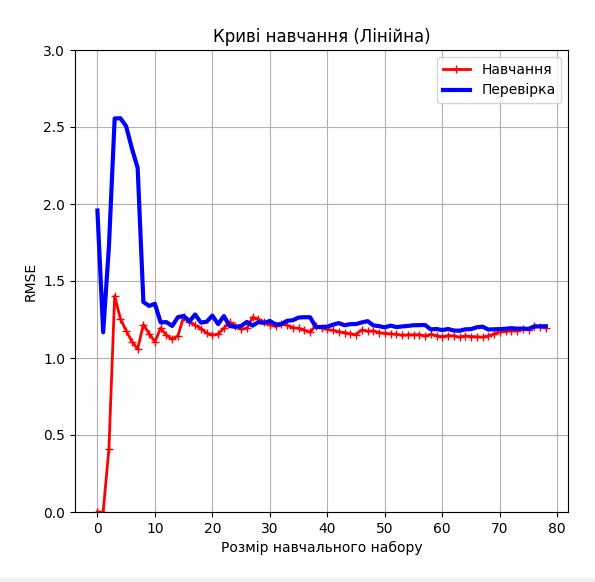 Криві навчання (Лінійна)
Навчання
Перевірка
RMSE
3.0
2.5
2.0
1.5
1.0
0.5
0.0
0 10 20 30 40 50 60 70 80
Розмір навчального набору